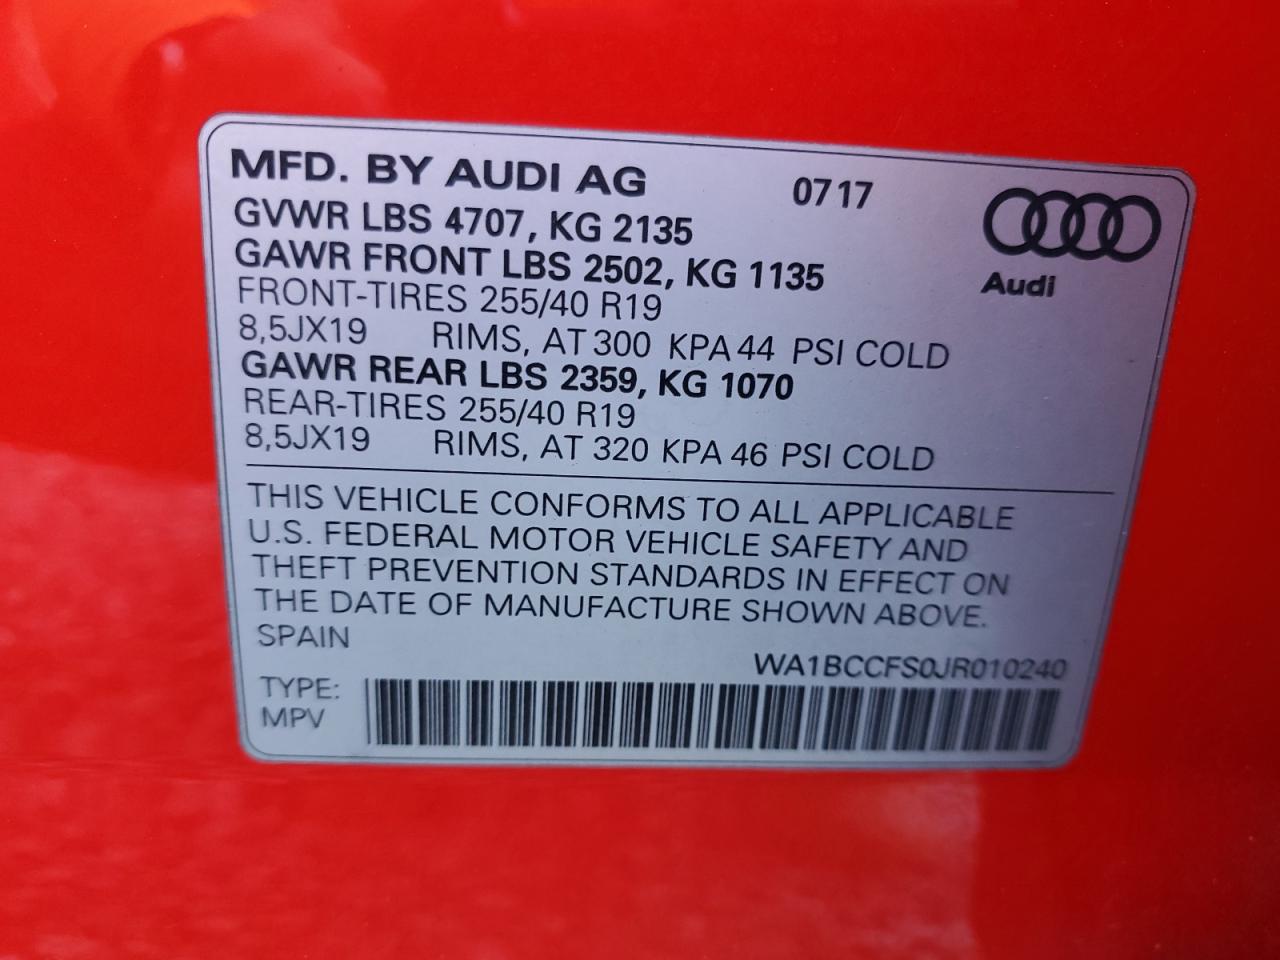 MFD. BY AUDI AG 0717
GVWR LBS 4707, KG 2135
GAWR FRONT LBS 2502, KG 1135
Audi
FRONT-TIRES 255/40 R19
8,5JX19 RIMS, AT 300 KPA 44 PSI COLD
GAWR REAR LBS 2359, KG 1070
REAR-TIRES 255/40 R19
8,5JX19 RIMS, AT 320 KPA 46 PSI COLD
THIS VEHICLE CONFORMS TO ALL APPLICABLE
U.S. FEDERAL MOTOR VEHICLE SAFETY AND
THEFT PREVENTION STANDARDS IN EFFECT ON
THE DATE OF MANUFACTURE SHOWN ABOVE.
SPAIN
WA1BCCFS0JR010240
TYPE:
MPV